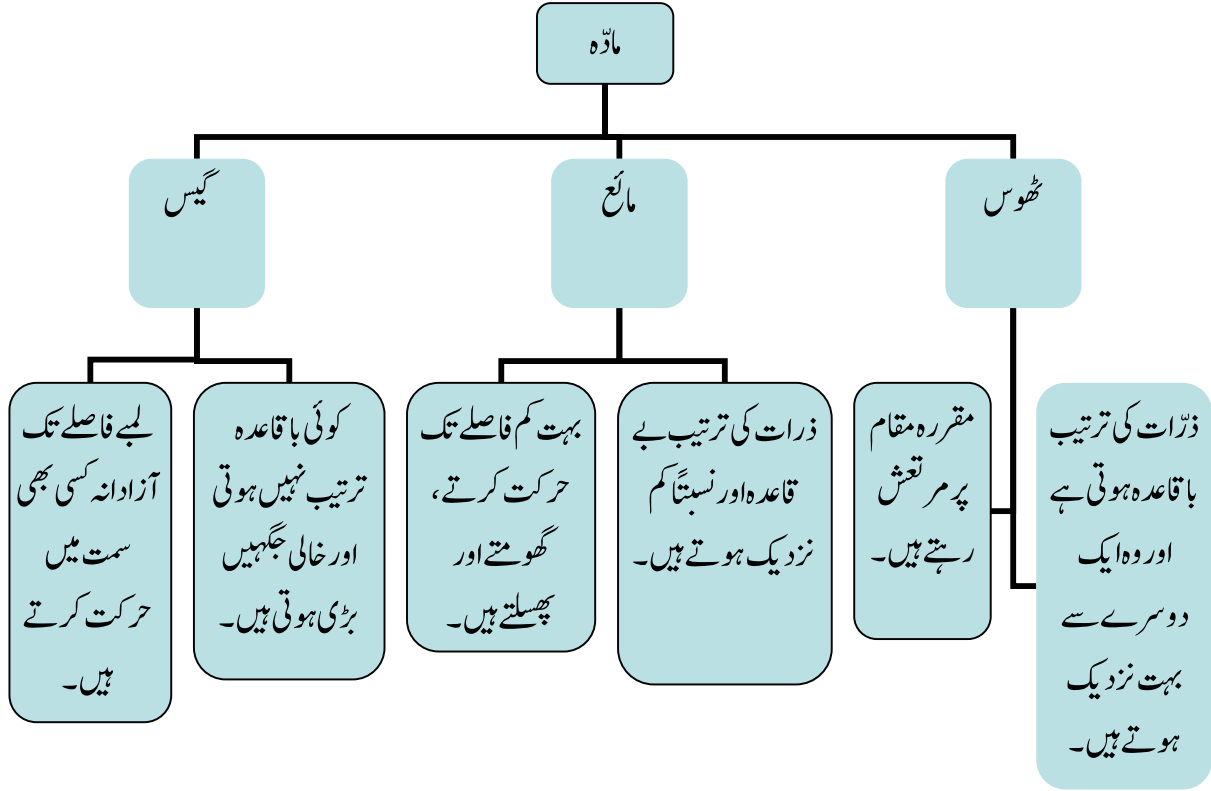 مادّہ
ٹھوس
مائع
گیس
ذرّات کی ترتیب
باقاعدہ ہوتی ہے
اور وہ ایک
دوسرے سے
بہت نزدیک
ہوتے ہیں۔
مقررہ مقام
پر مرتعش
رہتے ہیں۔
ذرات کی ترتیب بے
قاعدہ اور نسبتًا کم
نزدیک ہوتے ہیں۔
بہت کم فاصلے تک
حرکت کرتے،
گھومتے اور
پھسلتے ہیں۔
کوئی باقاعدہ
ترتیب نہیں ہوتی
اور خالی جگہیں
بڑی ہوتی ہیں۔
لمبے فاصلے تک
آزادانہ کسی بھی
سمت میں
حرکت کرتے
ہیں۔